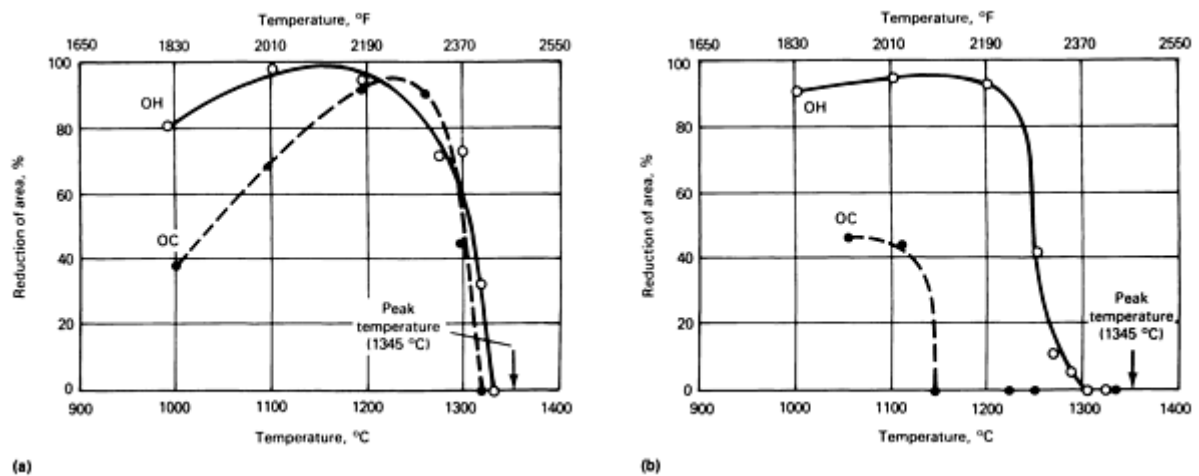 Temperature, °F
1650 1830 2010 2190 2370 2550
100
80
60
40
20
0
Reduction of area, %
OH
OC
Peak
temperature
(1345 °C)
900 1000 1100 1200 1300 1400
Temperature, °C
(a)
Temperature, °F
1650 1830 2010 2190 2370 2550
100
80
60
40
20
0
Reduction of area, %
OH
OC
Peak
temperature
(1345 °C)
900 1000 1100 1200 1300 1400
Temperature, °C
(b)